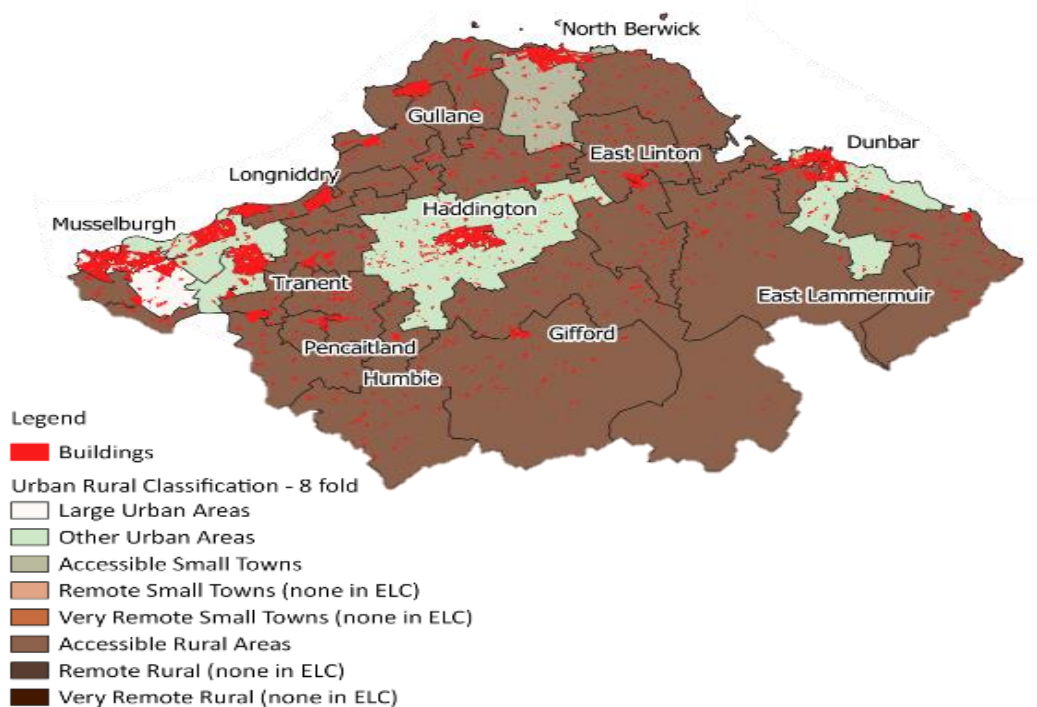 North Berwick
Gullane
Dunbar
East Linton
Longniddry
Haddington
Musselburgh
Tranent
East Lammermuir
Gifford
Pencaitland
Humbie
Legend
Buildings
Urban Rural Classification - 8 fold
Large Urban Areas
Other Urban Areas
Accessible Small Towns
Remote Small Towns (none in ELC)
Very Remote Small Towns (none in ELC)
Accessible Rural Areas
Remote Rural (none in ELC)
Very Remote Rural (none in ELC)